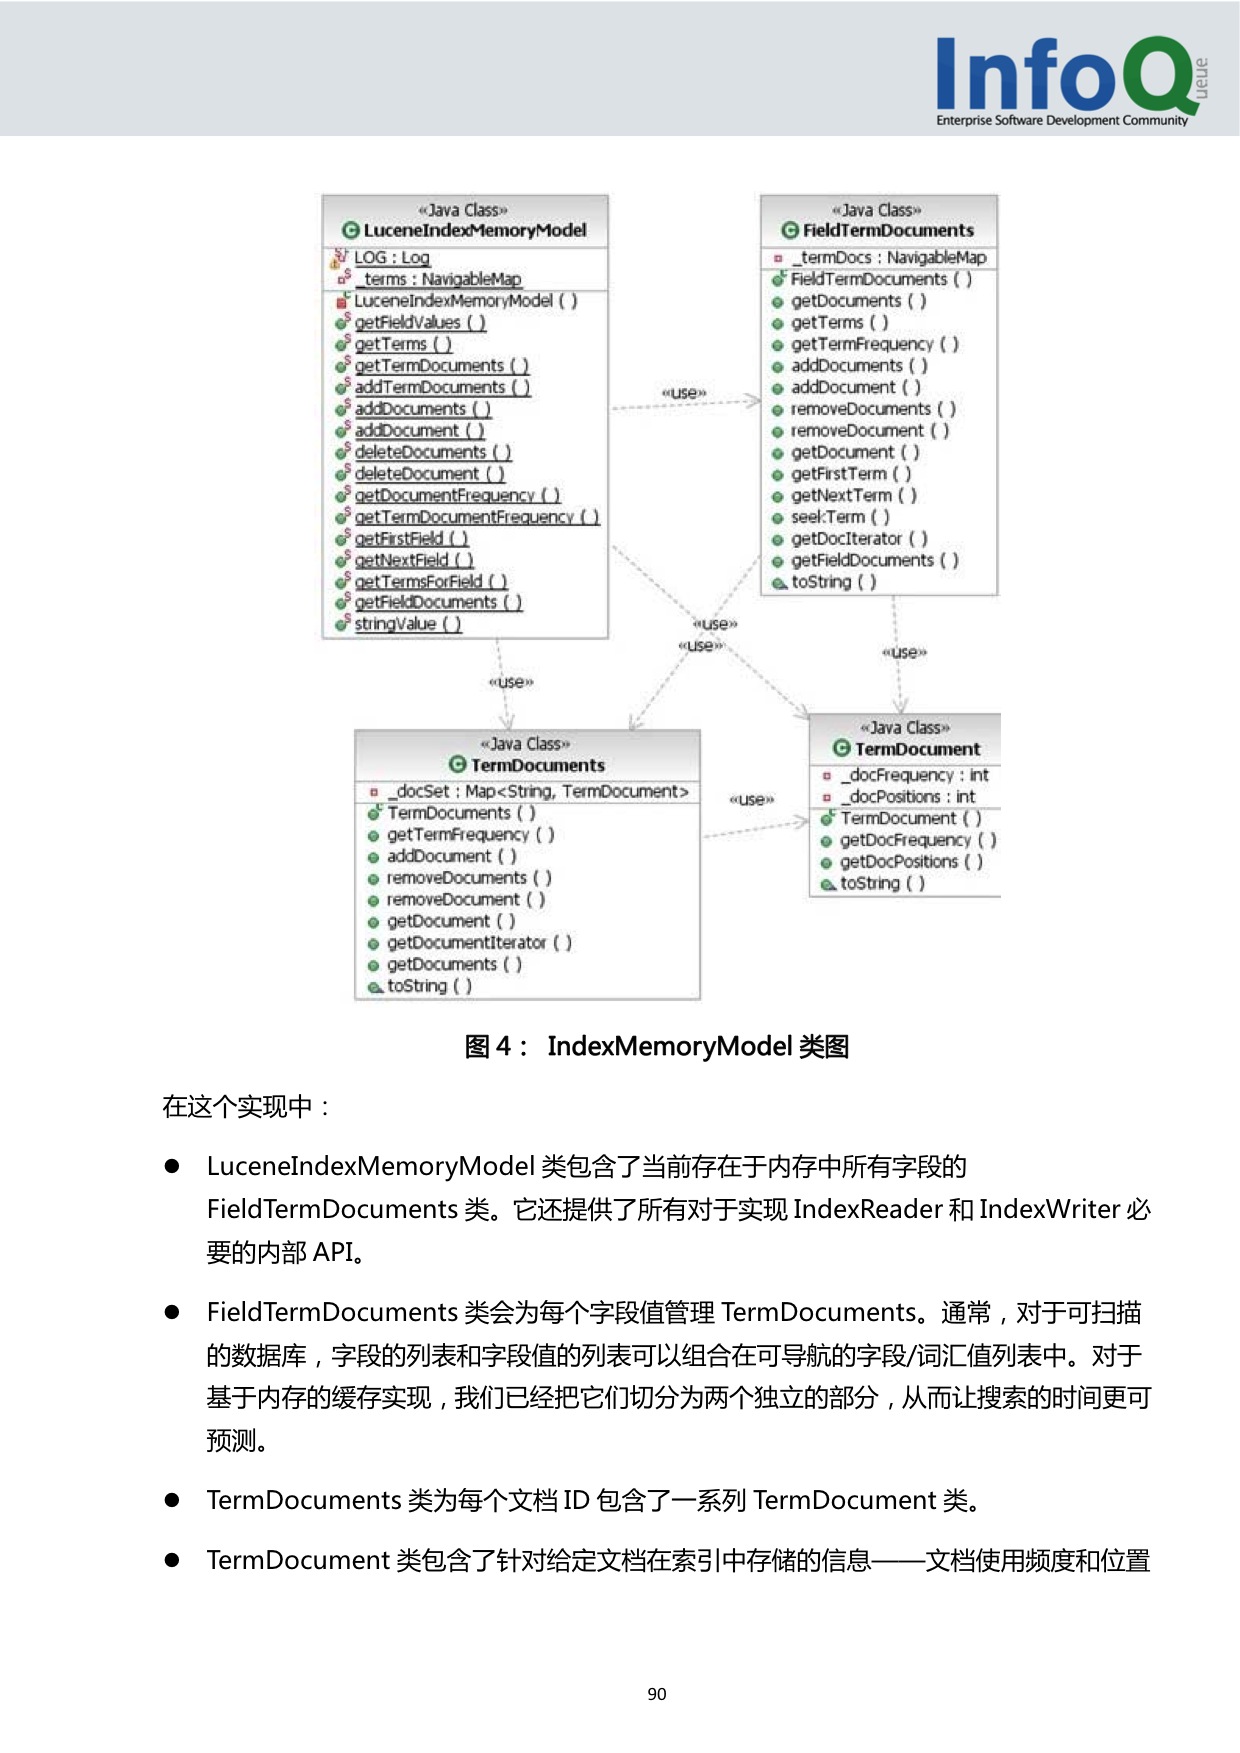 InfoQ
ueue
Enterprise Software Development Community
«Java Class»
LuceneIndexMemoryModel
LOG : Log
_terms : NavigableMap
LuceneIndexMemoryModel ( )
getFieldValues ( )
getTerms ( )
getTermDocuments ( )
addTermDocuments ( )
addDocuments ( )
addDocument ( )
deleteDocuments ( )
deleteDocument ( )
getDocumentFrequency ( )
getTermDocumentFrequency ( )
getFirstField ( )
getNextField ( )
getTermsForField ( )
getFieldDocuments ( )
stringValue ( )
«use»
«Java Class»
FieldTermDocuments
_termDocs : NavigableMap
FieldTermDocuments ( )
getDocuments ( )
getTerms ( )
getTermFrequency ( )
addDocuments ( )
addDocument ( )
removeDocuments ( )
removeDocument ( )
getDocument ( )
getFirstTerm ( )
getNextTerm ( )
seekTerm ( )
getDocIterator ( )
getFieldDocuments ( )
toString ( )
«use»
«use»
«use»
«use»
«Java Class»
TermDocuments
_docSet : Map<String, TermDocument>
TermDocuments ( )
getTermFrequency ( )
addDocument ( )
removeDocuments ( )
removeDocument ( )
getDocument ( )
getDocumentIterator ( )
getDocuments ( )
toString ( )
«use»
«Java Class»
TermDocument
_docFrequency : int
_docPositions : int
TermDocument ( )
getDocFrequency ( )
getDocPositions ( )
toString ( )
图 4： IndexMemoryModel 类图
在这个实现中：
● LuceneIndexMemoryModel 类包含了当前存在于内存中所有字段的
FieldTermDocuments 类。它还提供了所有对于实现 IndexReader 和 IndexWriter 必
要的内部 API。
● FieldTermDocuments 类会为每个字段值管理 TermDocuments。通常，对于可扫描
的数据库，字段的列表和字段值的列表可以组合在可导航的字段/词汇值列表中。对于
基于内存的缓存实现，我们已经把它们切分为两个独立的部分，从而让搜索的时间更可
预测。
● TermDocuments 类为每个文档 ID 包含了一系列 TermDocument 类。
● TermDocument 类包含了针对给定文档在索引中存储的信息——文档使用频度和位置
90